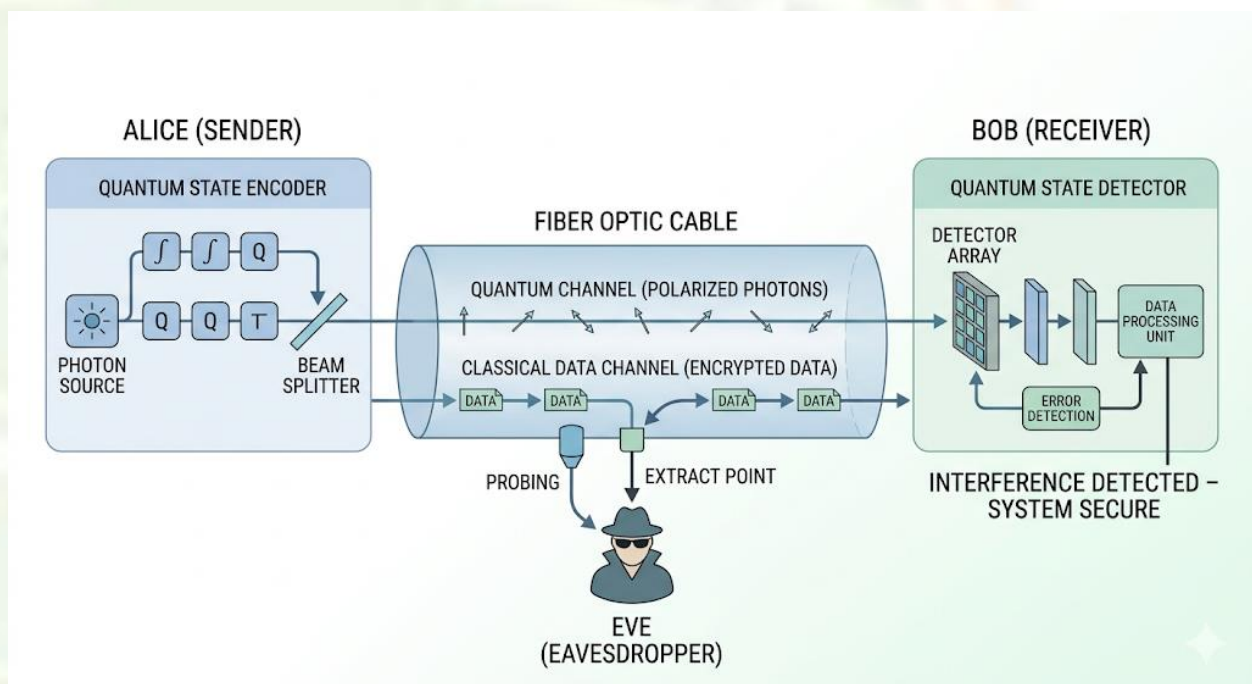 ALICE (SENDER)
QUANTUM STATE ENCODER
∫ ∫ Q
Q Q T
PHOTON
SOURCE
BEAM
SPLITTER
FIBER OPTIC CABLE
QUANTUM CHANNEL (POLARIZED PHOTONS)
CLASSICAL DATA CHANNEL (ENCRYPTED DATA)
DATA DATA DATA DATA
PROBING
EXTRACT POINT
EVE
(EAVESDROPPER)
BOB (RECEIVER)
QUANTUM STATE DETECTOR
DETECTOR
ARRAY
DATA
PROCESSING
UNIT
ERROR
DETECTION
INTERFERENCE DETECTED –
SYSTEM SECURE